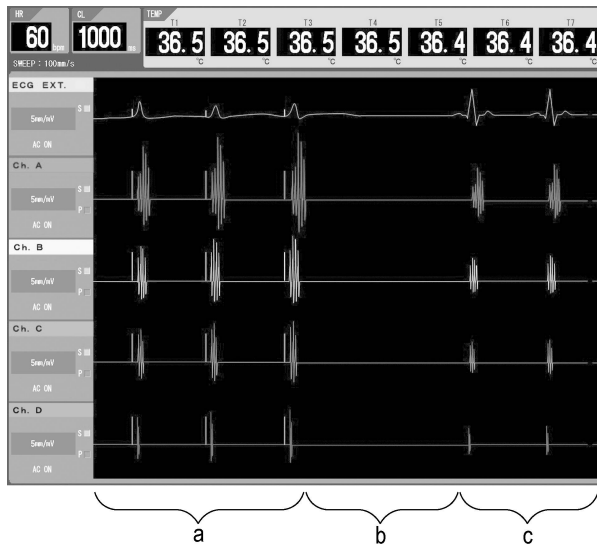 HR CL TEMP
T1 T2 T3 T4 T5 T6 T7
60 bpm 1000 ms 36.5 36.5 36.5 36.5 36.4 36.4 36.4
SWEEP : 100mm/s °C °C °C °C °C °C °C
ECG EXT.
S
5mm/mV
AC ON
Ch. A
S
5mm/mV
P
AC ON
Ch. B
S
5mm/mV
P
AC ON
Ch. C
S
5mm/mV
P
AC ON
Ch. D
S
5mm/mV
P
AC ON
a b c